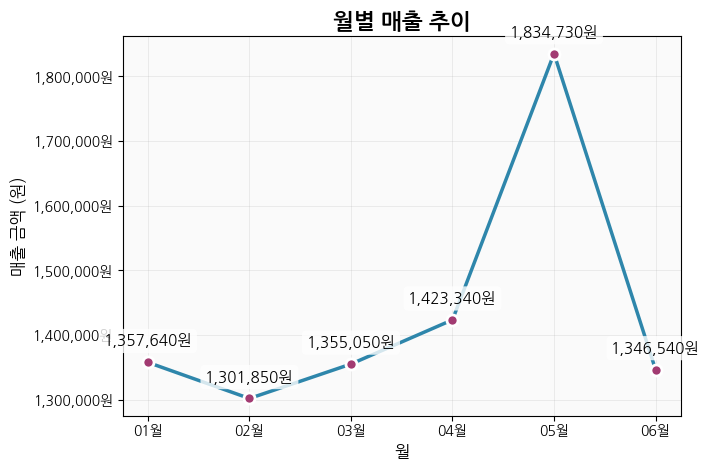 월별 매출 추이
매출 금액 (원)
1,800,000원
1,700,000원
1,600,000원
1,500,000원
1,400,000원
1,300,000원
1,357,640원
1,301,850원
1,355,050원
1,423,340원
1,834,730원
1,346,540원
01월 02월 03월 04월 05월 06월
월